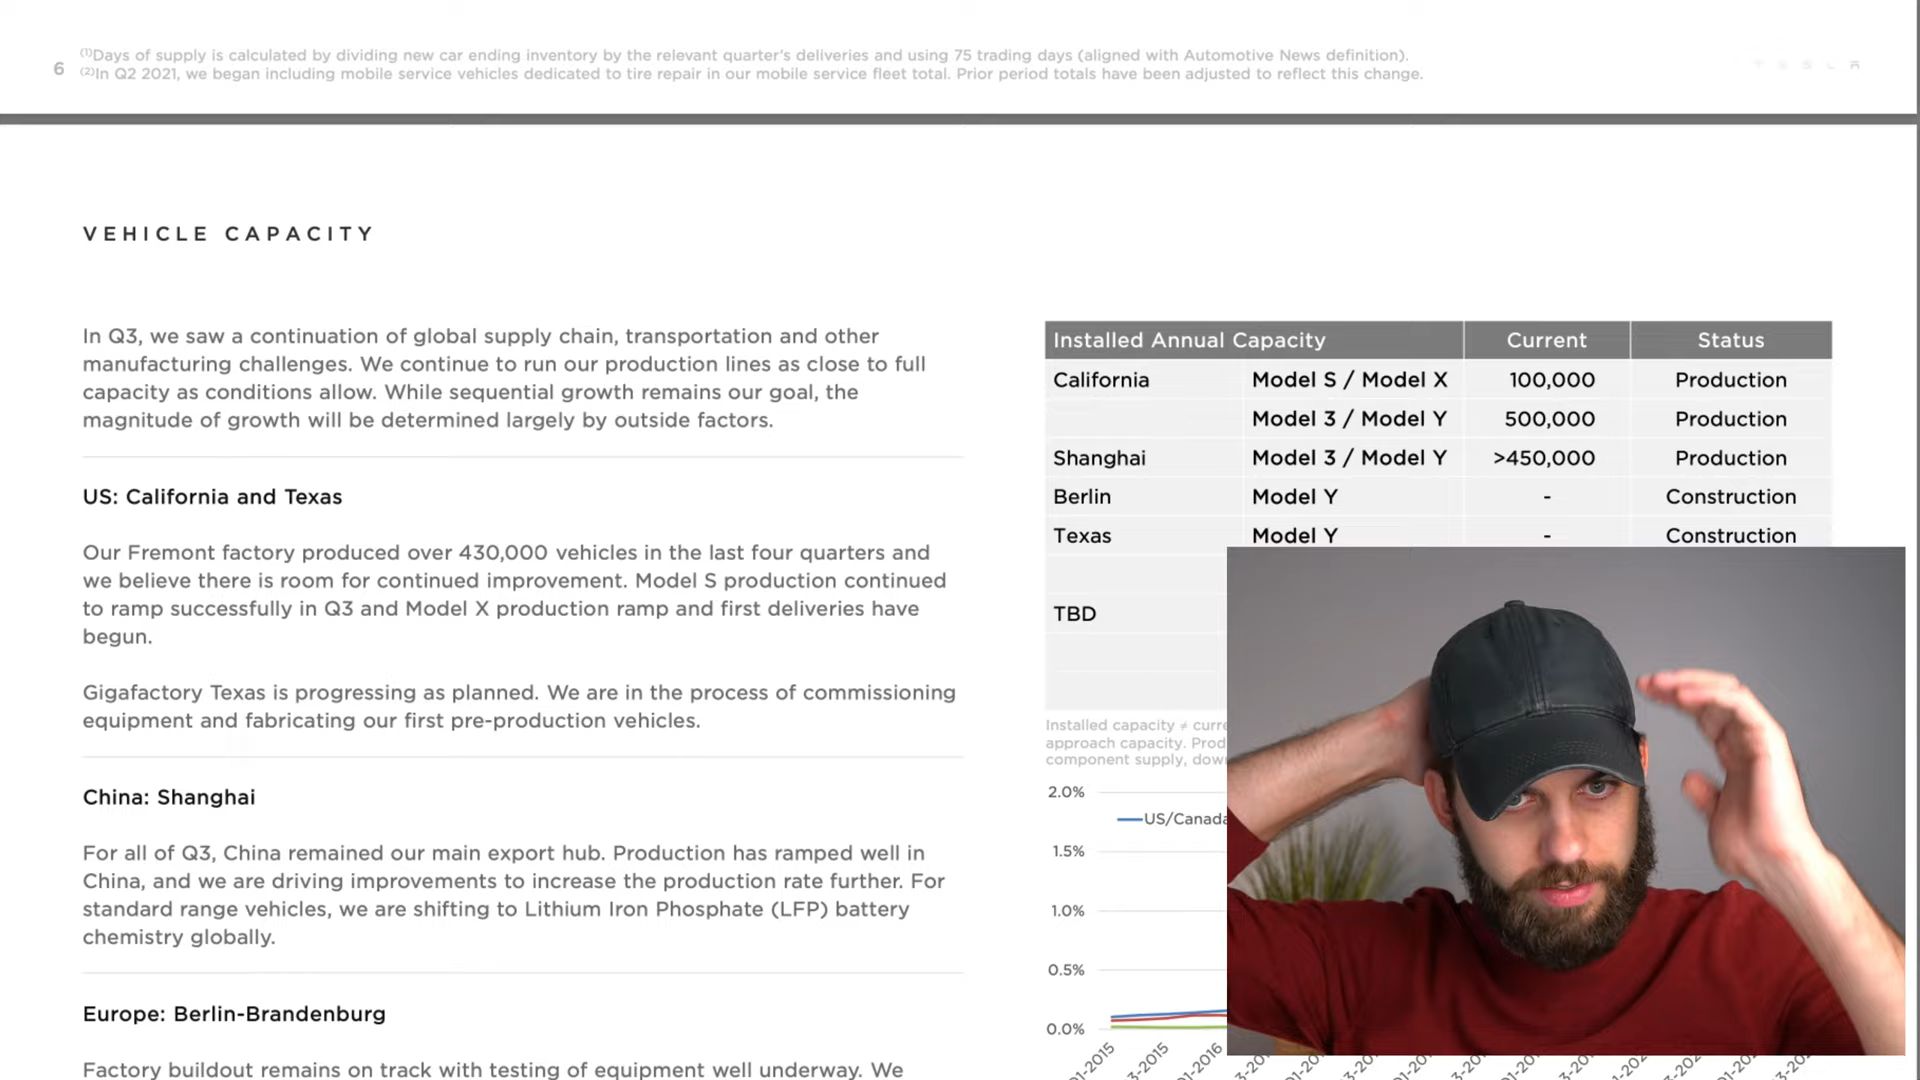 6
(1)Days of supply is calculated by dividing new car ending inventory by the relevant quarter's deliveries and using 75 trading days (aligned with Automotive News definition).
(2)In Q2 2021, we began including mobile service vehicles dedicated to tire repair in our mobile service fleet total. Prior period totals have been adjusted to reflect this change.
VEHICLE CAPACITY
In Q3, we saw a continuation of global supply chain, transportation and other
manufacturing challenges. We continue to run our production lines as close to full
capacity as conditions allow. While sequential growth remains our goal, the
magnitude of growth will be determined largely by outside factors.
US: California and Texas
Our Fremont factory produced over 430,000 vehicles in the last four quarters and
we believe there is room for continued improvement. Model S production continued
to ramp successfully in Q3 and Model X production ramp and first deliveries have
begun.
Gigafactory Texas is progressing as planned. We are in the process of commissioning
equipment and fabricating our first pre-production vehicles.
China: Shanghai
For all of Q3, China remained our main export hub. Production has ramped well in
China, and we are driving improvements to increase the production rate further. For
standard range vehicles, we are shifting to Lithium Iron Phosphate (LFP) battery
chemistry globally.
Europe: Berlin-Brandenburg
Factory buildout remains on track with testing of equipment well underway. We
Installed Annual Capacity Current Status
California Model S / Model X 100,000 Production
Model 3 / Model Y 500,000 Production
Shanghai Model 3 / Model Y >450,000 Production
Berlin Model Y - Construction
Texas Model Y - Construction
TBD
Installed capacity ≠ curre
approach capacity. Prod
component supply, dow
2.0%
US/Canada
1.5%
1.0%
0.5%
0.0%